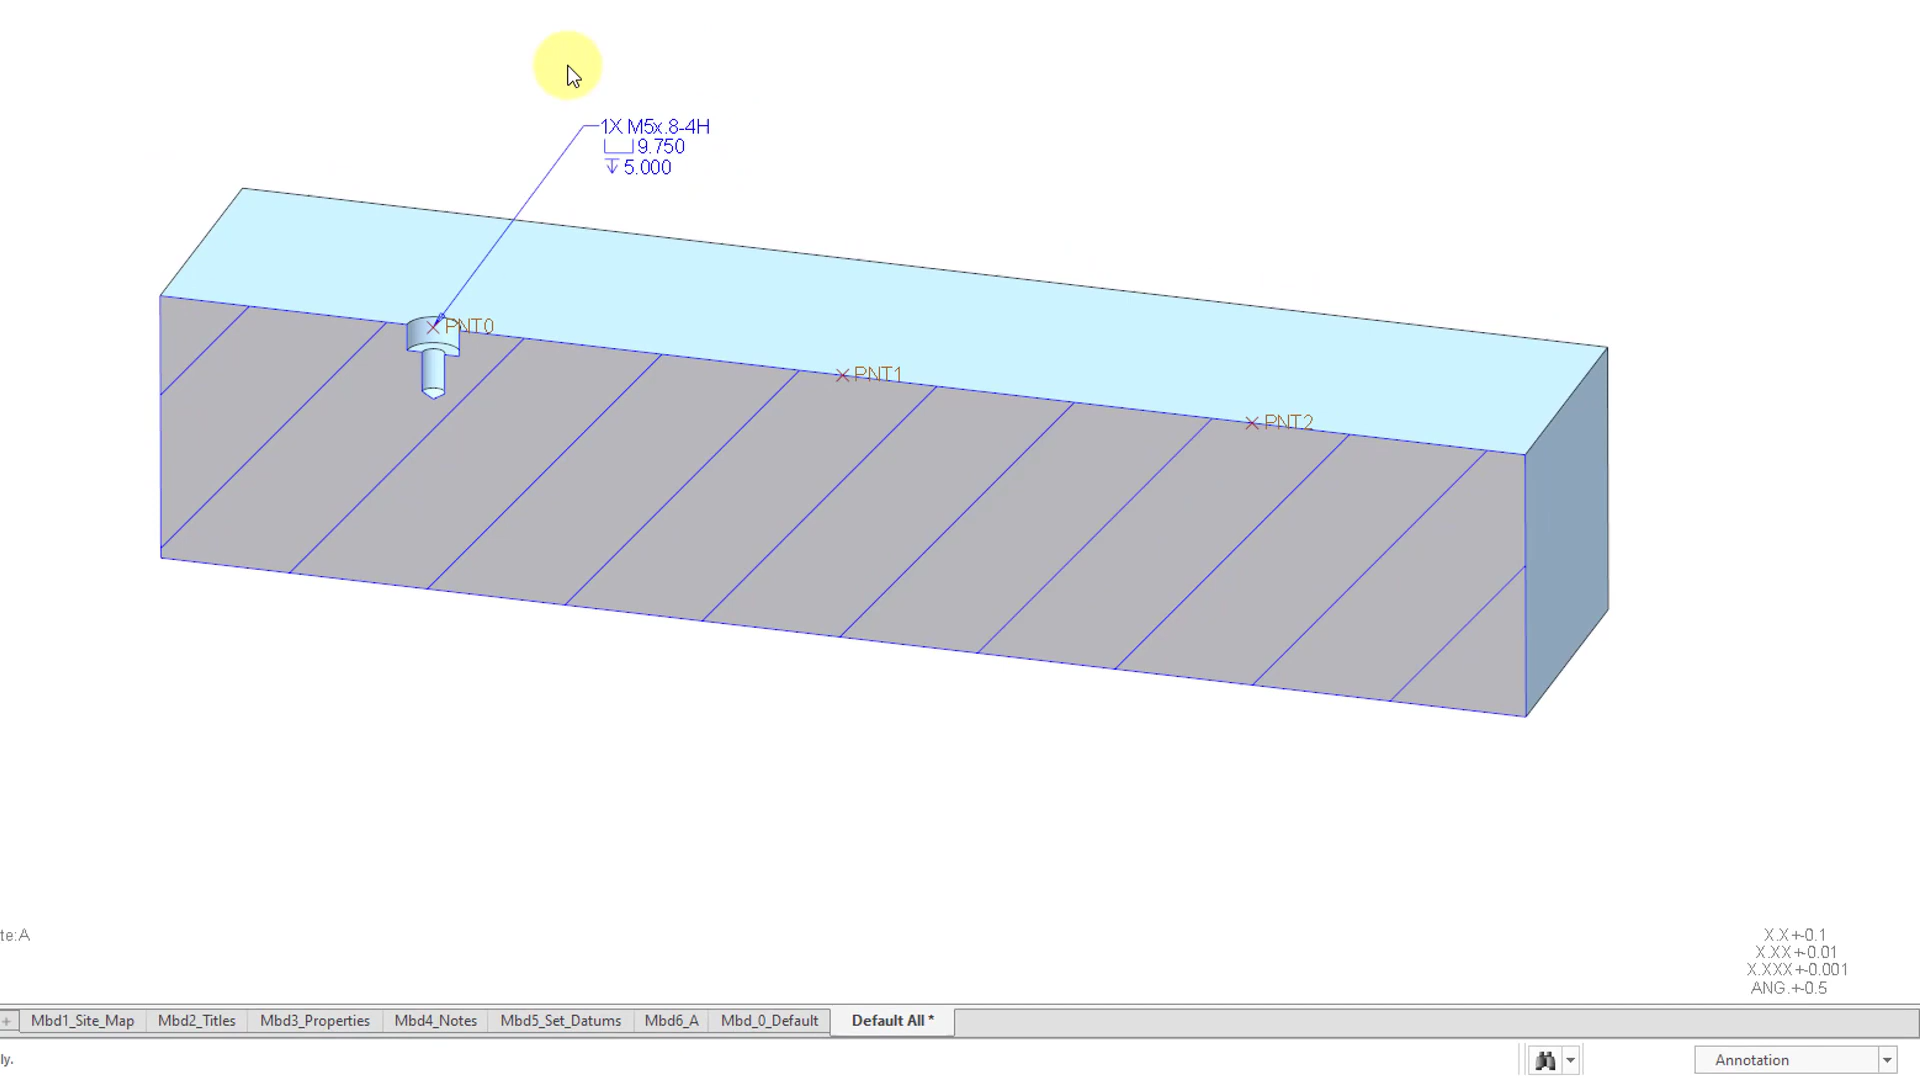 1X M5x.8-4H
⌴9.750
↧5.000
PNT0
PNT1
PNT2
te:A
X.X+-0.1
X.XX+-0.01
X.XXX+-0.001
ANG.+-0.5
Mbd1_Site_Map Mbd2_Titles Mbd3_Properties Mbd4_Notes Mbd5_Set_Datums Mbd6_A Mbd_0_Default Default All *
ly.
Annotation